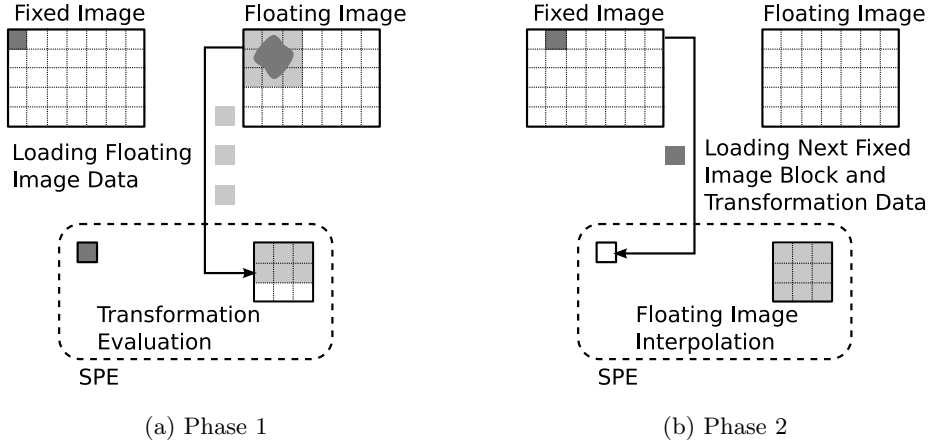 Fixed Image
Floating Image
Loading Floating
Image Data
Transformation
Evaluation
SPE
(a) Phase 1
Fixed Image
Floating Image
Loading Next Fixed
Image Block and
Transformation Data
Floating Image
Interpolation
SPE
(b) Phase 2